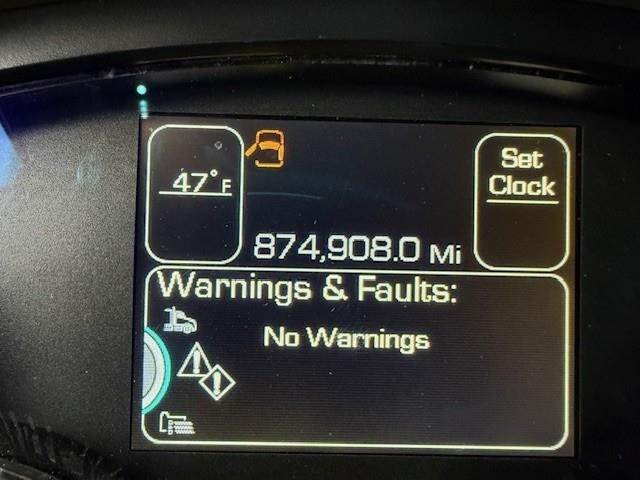 47°F
Set
Clock
874,908.0 Mi
Warnings & Faults:
No Warnings